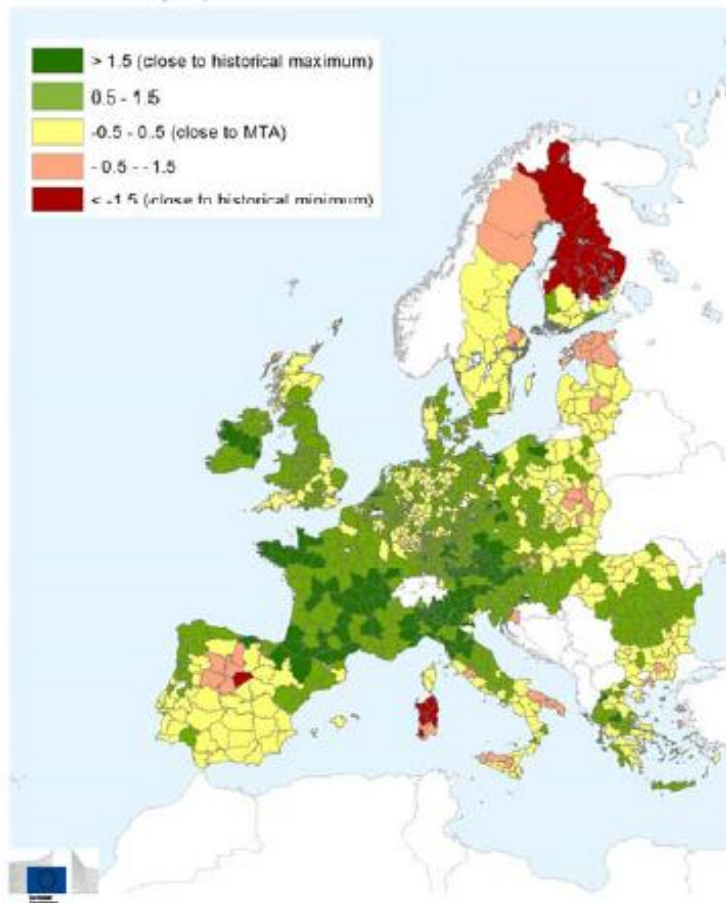 > 1.5 (close to historical maximum)
0.5 - 1.5
-0.5 - 0.5 (close to MTA)
- 0.5 - - 1.5
< -1.5 (close to historical minimum)